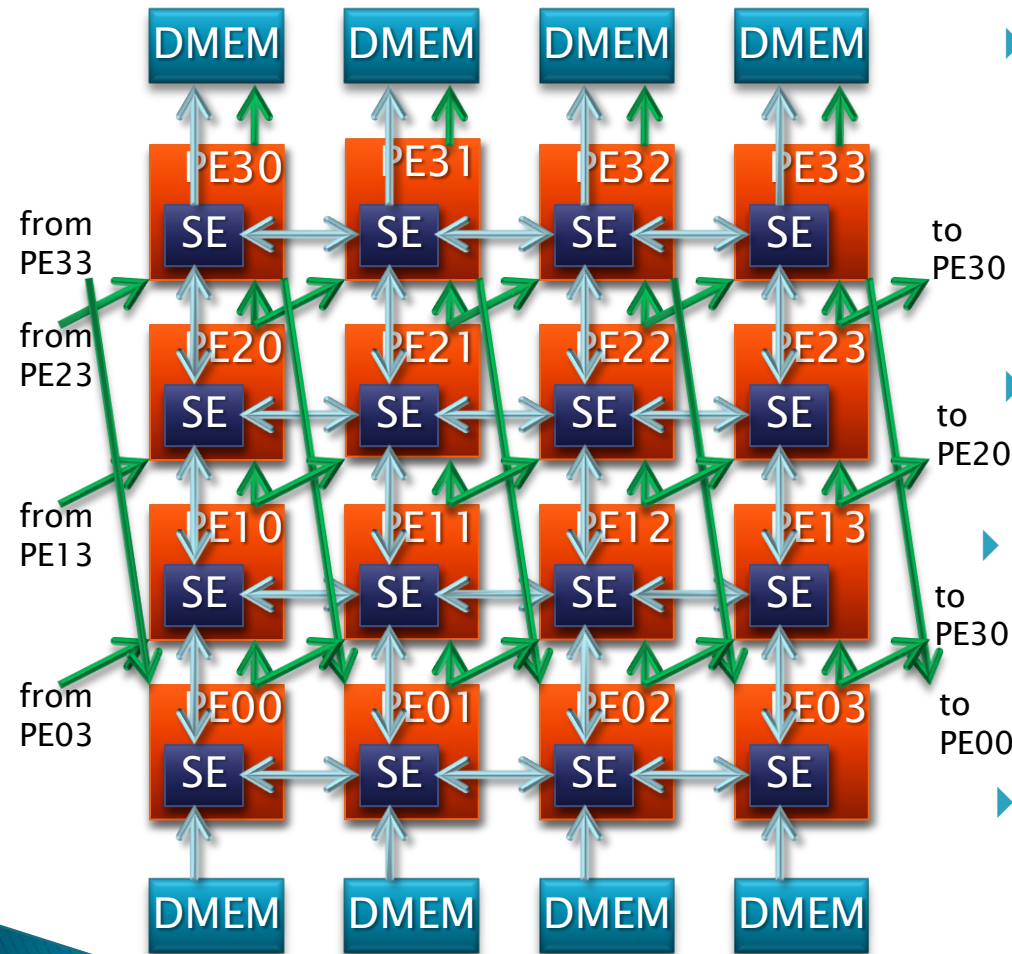 DMEM DMEM DMEM DMEM
PE30 PE31 PE32 PE33
from
PE33
SE SE SE SE
to
PE30
from
PE23
PE20 PE21 PE22 PE23
SE SE SE SE
to
PE20
from
PE13
PE10 PE11 PE12 PE13
SE SE SE SE
to
PE30
from
PE03
PE00 PE01 PE02 PE03
to
PE00
SE SE SE SE
DMEM DMEM DMEM DMEM